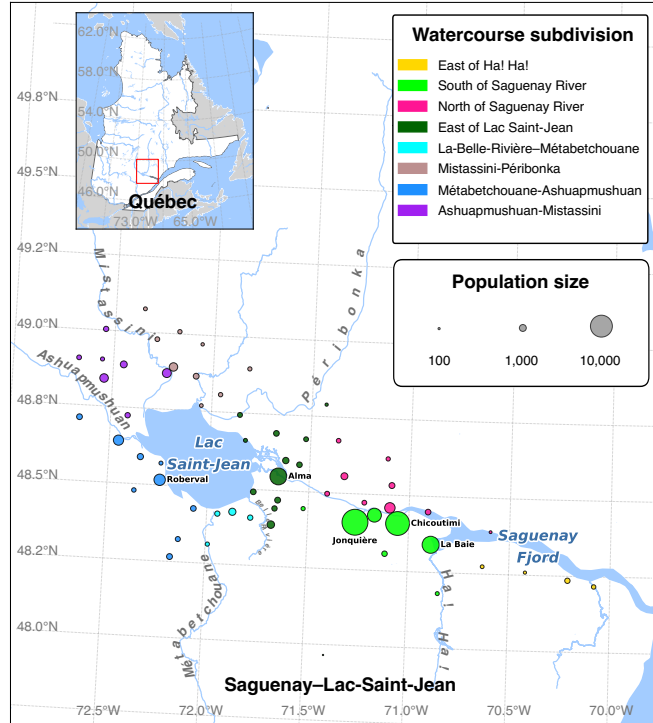 62.0°N
58.0°N
54.0°N
50.0°N
46.0°N
73.0°W
65.0°W
Québec
Watercourse subdivision
East of Ha! Ha!
South of Saguenay River
North of Saguenay River
East of Lac Saint-Jean
La-Belle-Rivière–Métabetchouane
Mistassini-Péribonka
Métabetchouane-Ashuapmushuan
Ashuapmushuan-Mistassini
Population size
100
1,000
10,000
49.8°N
49.5°N
49.2°N
49.0°N
48.8°N
48.5°N
48.2°N
48.0°N
Mistassini
Ashuapmushuan
Péribonka
Lac
Saint-Jean
Roberval
Alma
Jonquière
Chicoutimi
La Baie
Saguenay
Fjord
Métabetchouane
Ha! Ha!
Saguenay–Lac-Saint-Jean
72.5°W
72.0°W
71.5°W
71.0°W
70.5°W
70.0°W